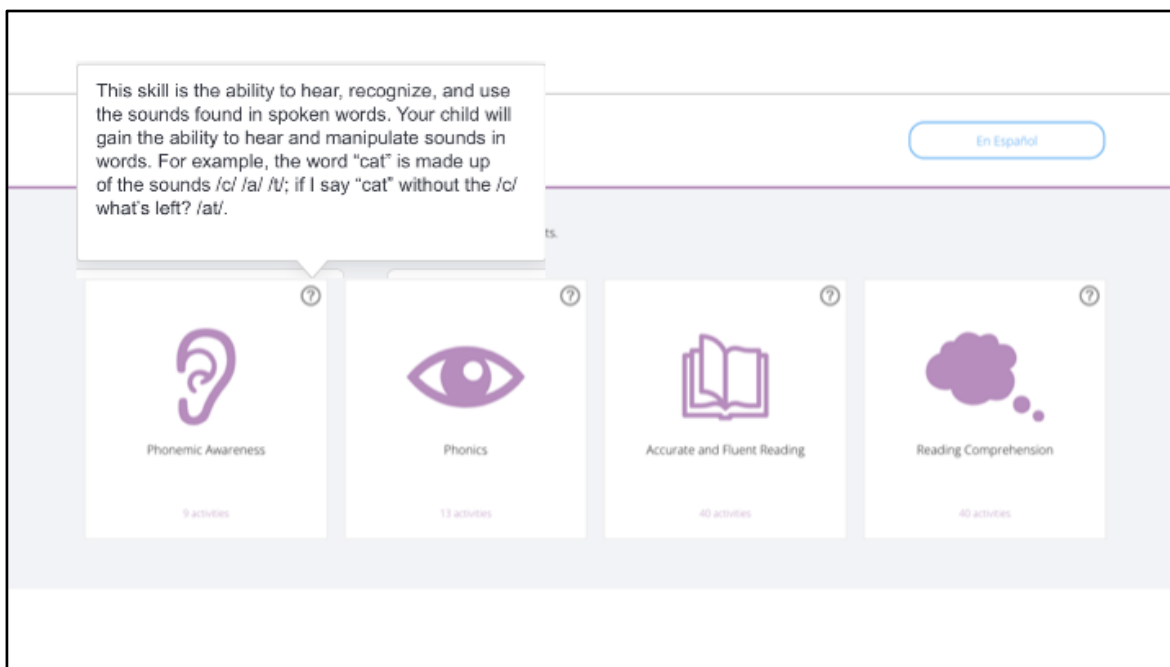 This skill is the ability to hear, recognize, and use
the sounds found in spoken words. Your child will
gain the ability to hear and manipulate sounds in
words. For example, the word “cat” is made up
of the sounds /c/ /a/ /t/; if I say “cat” without the /c/
what's left? /at/.
En Español
ts.
?
?
?
?
Phonemic Awareness
Phonics
Accurate and Fluent Reading
Reading Comprehension
9 activities
13 activities
40 activities
40 activities